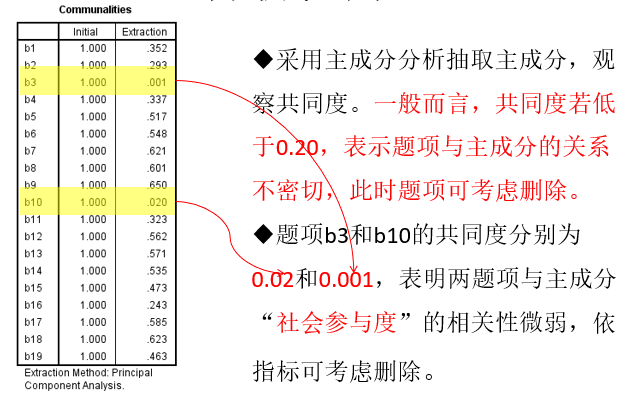 Communalities
Initial Extraction
b1 1.000 .352
b2 1.000 .293
b3 1.000 .001
b4 1.000 .337
b5 1.000 .517
b6 1.000 .548
b7 1.000 .621
b8 1.000 .601
b9 1.000 .650
b10 1.000 .020
b11 1.000 .323
b12 1.000 .562
b13 1.000 .571
b14 1.000 .535
b15 1.000 .473
b16 1.000 .243
b17 1.000 .585
b18 1.000 .623
b19 1.000 .463
Extraction Method: Principal
Component Analysis.
◆采用主成分分析抽取主成分，观
察共同度。一般而言，共同度若低
于0.20，表示题项与主成分的关系
不密切，此时题项可考虑删除。
◆题项b3和b10的共同度分别为
0.02和0.001，表明两题项与主成分
“社会参与度”的相关性微弱，依
指标可考虑删除。